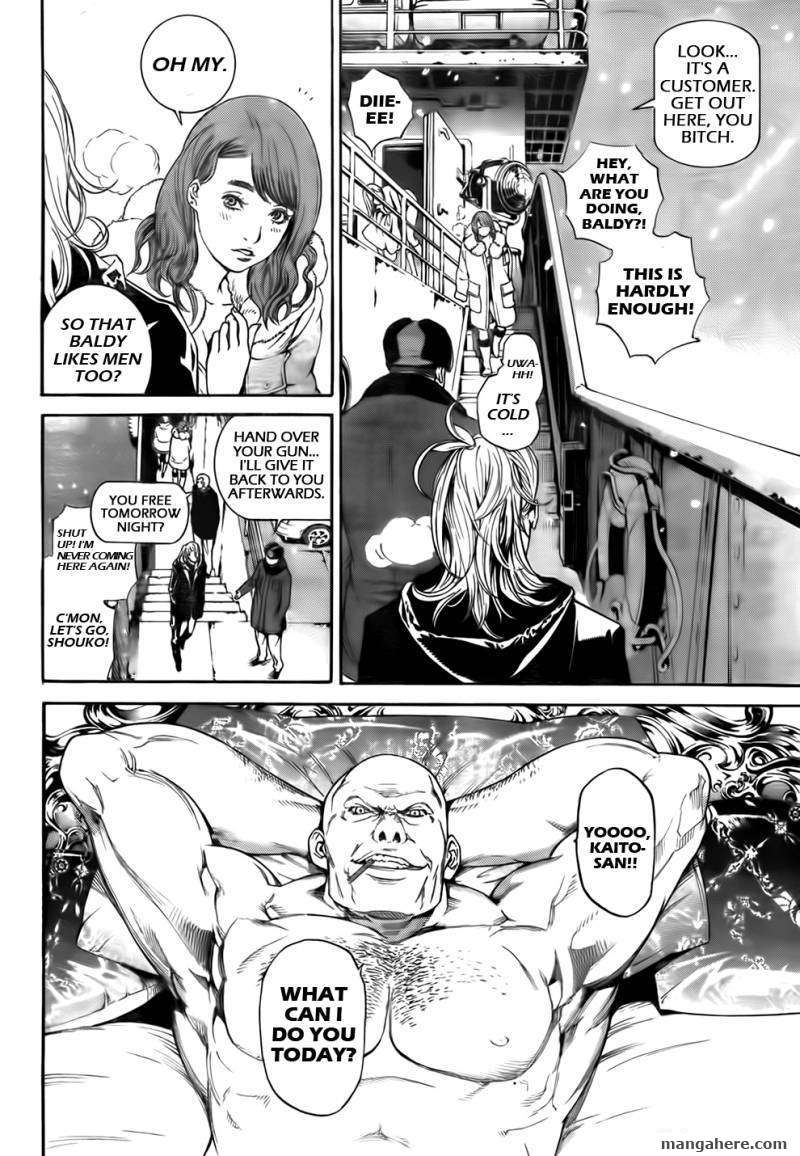 LOOK...
IT'S A
CUSTOMER.
GET OUT
HERE, YOU
BITCH.
DIIE-
EE!
HEY,
WHAT
ARE YOU
DOING,
BALDY?!
THIS IS
HARDLY
ENOUGH!
UWA-
HH!
IT'S
COLD
...
OH MY.
SO THAT
BALDY
LIKES MEN
TOO?
HAND OVER
YOUR GUN...
I'LL GIVE IT
BACK TO YOU
AFTERWARDS.
YOU FREE
TOMORROW
NIGHT?
SHUT
UP! I'M
NEVER COMING
HERE AGAIN!
C'MON,
LET'S GO,
SHOUKO!
YOOOO,
KAITO-
SAN!!
WHAT
CAN I
DO YOU
TODAY?
mangahere.com